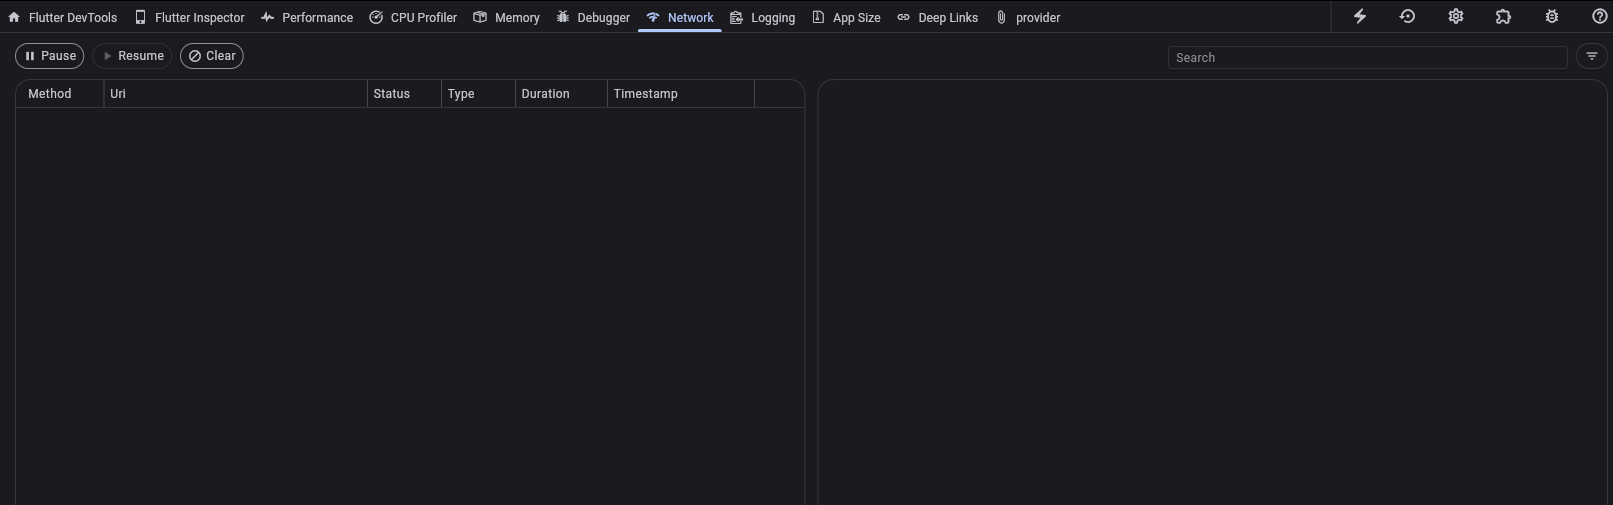 Flutter DevTools Flutter Inspector Performance CPU Profiler Memory Debugger Network Logging App Size Deep Links provider
Pause Resume Clear Search
Method Uri Status Type Duration Timestamp